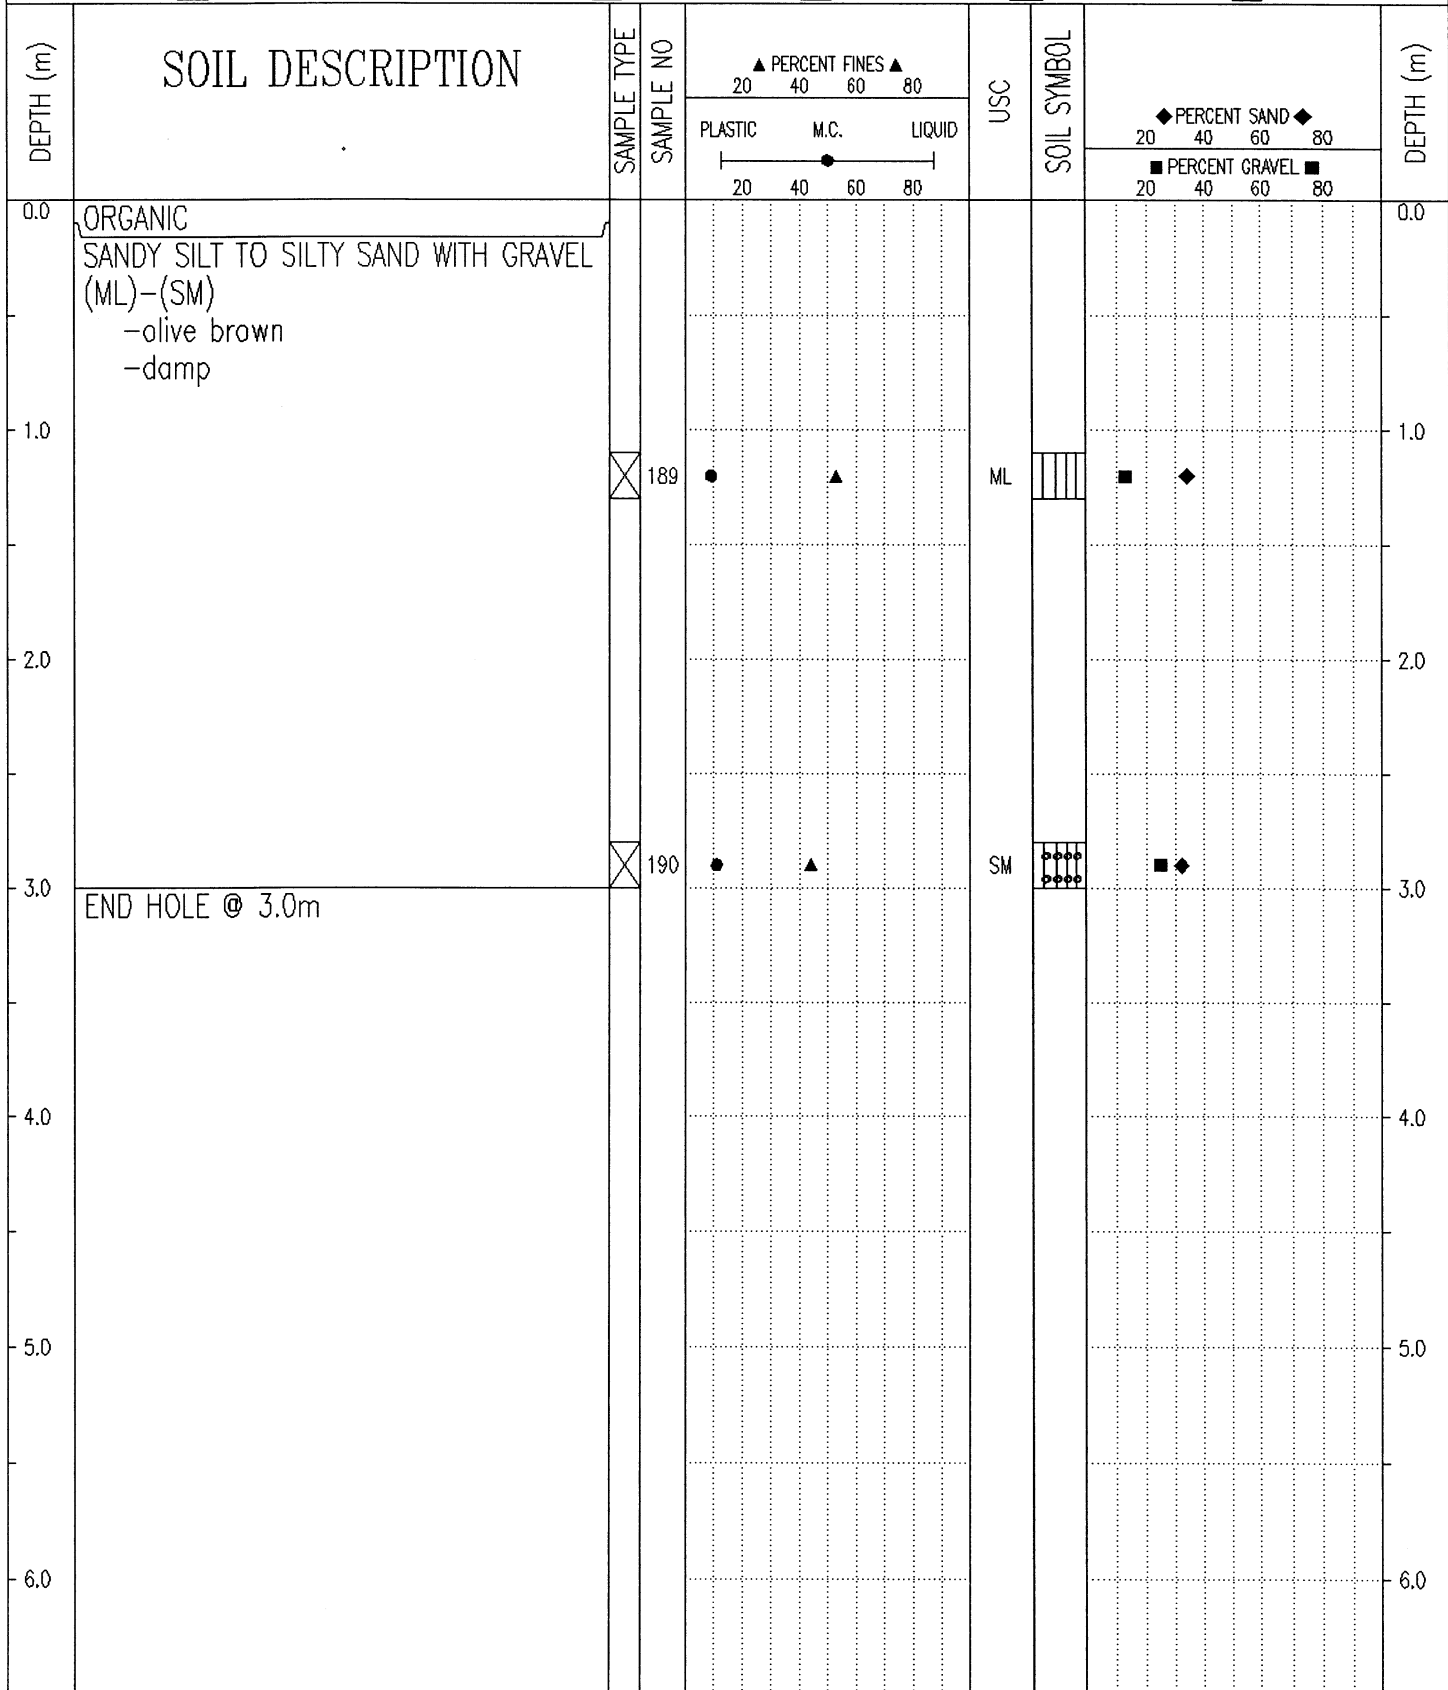 DEPTH (m)
SOIL DESCRIPTION
SAMPLE TYPE
SAMPLE NO
▲ PERCENT FINES ▲
20 40 60 80
PLASTIC M.C. LIQUID
20 40 60 80
USC
SOIL SYMBOL
◆ PERCENT SAND ◆
20 40 60 80
■ PERCENT GRAVEL ■
20 40 60 80
DEPTH (m)
0.0 ORGANIC 0.0
SANDY SILT TO SILTY SAND WITH GRAVEL
(ML)-(SM)
-olive brown
-damp
1.0 1.0
189 ML
2.0 2.0
190 SM
3.0 3.0
END HOLE @ 3.0m
4.0 4.0
5.0 5.0
6.0 6.0